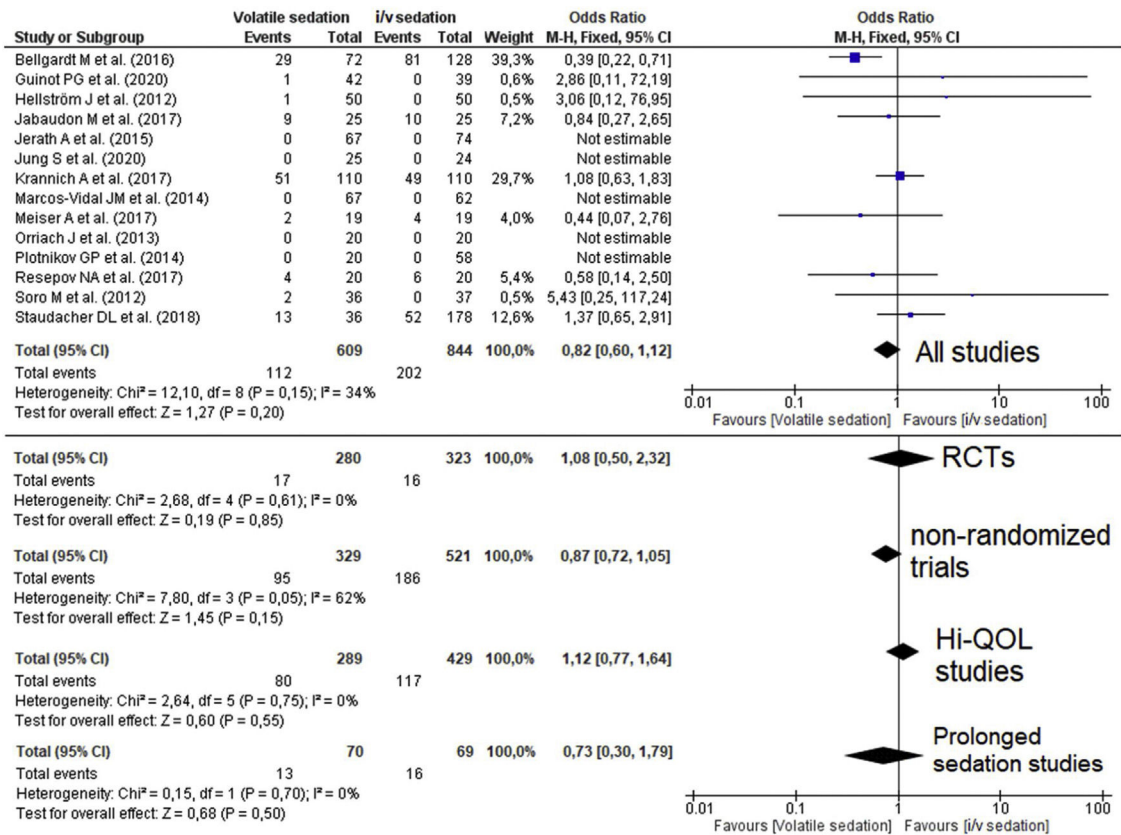 Volatile sedation i/v sedation Odds Ratio Odds Ratio
Study or Subgroup Events Total Events Total Weight M-H, Fixed, 95% CI M-H, Fixed, 95% CI
Bellgardt M et al. (2016) 29 72 81 128 39,3% 0,39 [0,22, 0,71]
Guinot PG et al. (2020) 1 42 0 39 0,6% 2,86 [0,11, 72,19]
Hellström J et al. (2012) 1 50 0 50 0,5% 3,06 [0,12, 76,95]
Jabaudon M et al. (2017) 9 25 10 25 7,2% 0,84 [0,27, 2,65]
Jerath A et al. (2015) 0 67 0 74 Not estimable
Jung S et al. (2020) 0 25 0 24 Not estimable
Krannich A et al. (2017) 51 110 49 110 29,7% 1,08 [0,63, 1,83]
Marcos-Vidal JM et al. (2014) 0 67 0 62 Not estimable
Meiser A et al. (2017) 2 19 4 19 4,0% 0,44 [0,07, 2,76]
Orriach J et al. (2013) 0 20 0 20 Not estimable
Plotnikov GP et al. (2014) 0 20 0 58 Not estimable
Resepov NA et al. (2017) 4 20 6 20 5,4% 0,58 [0,14, 2,50]
Soro M et al. (2012) 2 36 0 37 0,5% 5,43 [0,25, 117,24]
Staudacher DL et al. (2018) 13 36 52 178 12,6% 1,37 [0,65, 2,91]
Total (95% CI) 609 844 100,0% 0,82 [0,60, 1,12] All studies
Total events 112 202
Heterogeneity: Chi² = 12,10, df = 8 (P = 0,15); I² = 34%
Test for overall effect: Z = 1,27 (P = 0,20)
0.01 0.1 1 10 100
Favours [Volatile sedation] Favours [i/v sedation]
Total (95% CI) 280 323 100,0% 1,08 [0,50, 2,32] RCTs
Total events 17 16
Heterogeneity: Chi² = 2,68, df = 4 (P = 0,61); I² = 0%
Test for overall effect: Z = 0,19 (P = 0,85)
Total (95% CI) 329 521 100,0% 0,87 [0,72, 1,05] non-randomized
trials
Total events 95 186
Heterogeneity: Chi² = 7,80, df = 3 (P = 0,05); I² = 62%
Test for overall effect: Z = 1,45 (P = 0,15)
Total (95% CI) 289 429 100,0% 1,12 [0,77, 1,64] Hi-QOL
studies
Total events 80 117
Heterogeneity: Chi² = 2,64, df = 5 (P = 0,75); I² = 0%
Test for overall effect: Z = 0,60 (P = 0,55)
Total (95% CI) 70 69 100,0% 0,73 [0,30, 1,79] Prolonged
sedation studies
Total events 13 16
Heterogeneity: Chi² = 0,15, df = 1 (P = 0,70); I² = 0%
Test for overall effect: Z = 0,68 (P = 0,50)
0.01 0.1 1 10 100
Favours [Volatile sedation] Favours [i/v sedation]